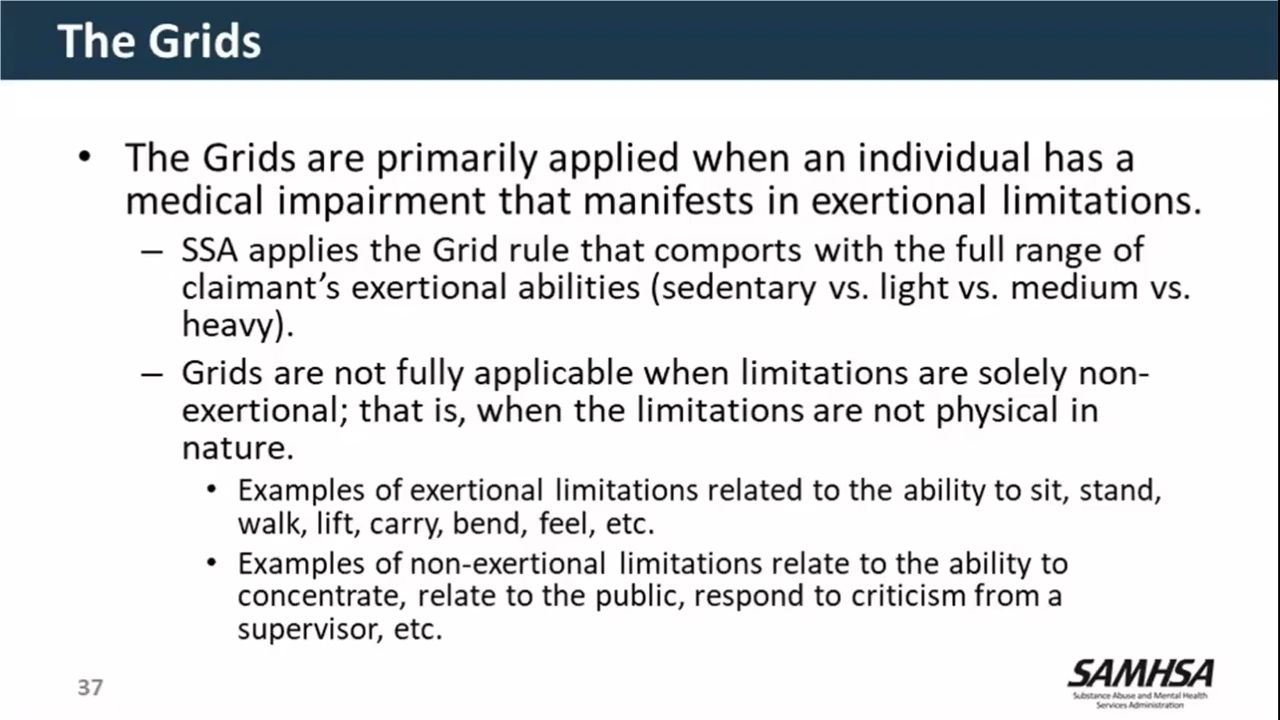 The Grids
• The Grids are primarily applied when an individual has a
medical impairment that manifests in exertional limitations.
– SSA applies the Grid rule that comports with the full range of
claimant’s exertional abilities (sedentary vs. light vs. medium vs.
heavy).
– Grids are not fully applicable when limitations are solely non-
exertional; that is, when the limitations are not physical in
nature.
• Examples of exertional limitations related to the ability to sit, stand,
walk, lift, carry, bend, feel, etc.
• Examples of non-exertional limitations relate to the ability to
concentrate, relate to the public, respond to criticism from a
supervisor, etc.
37
SAMHSA
Substance Abuse and Mental Health
Services Administration